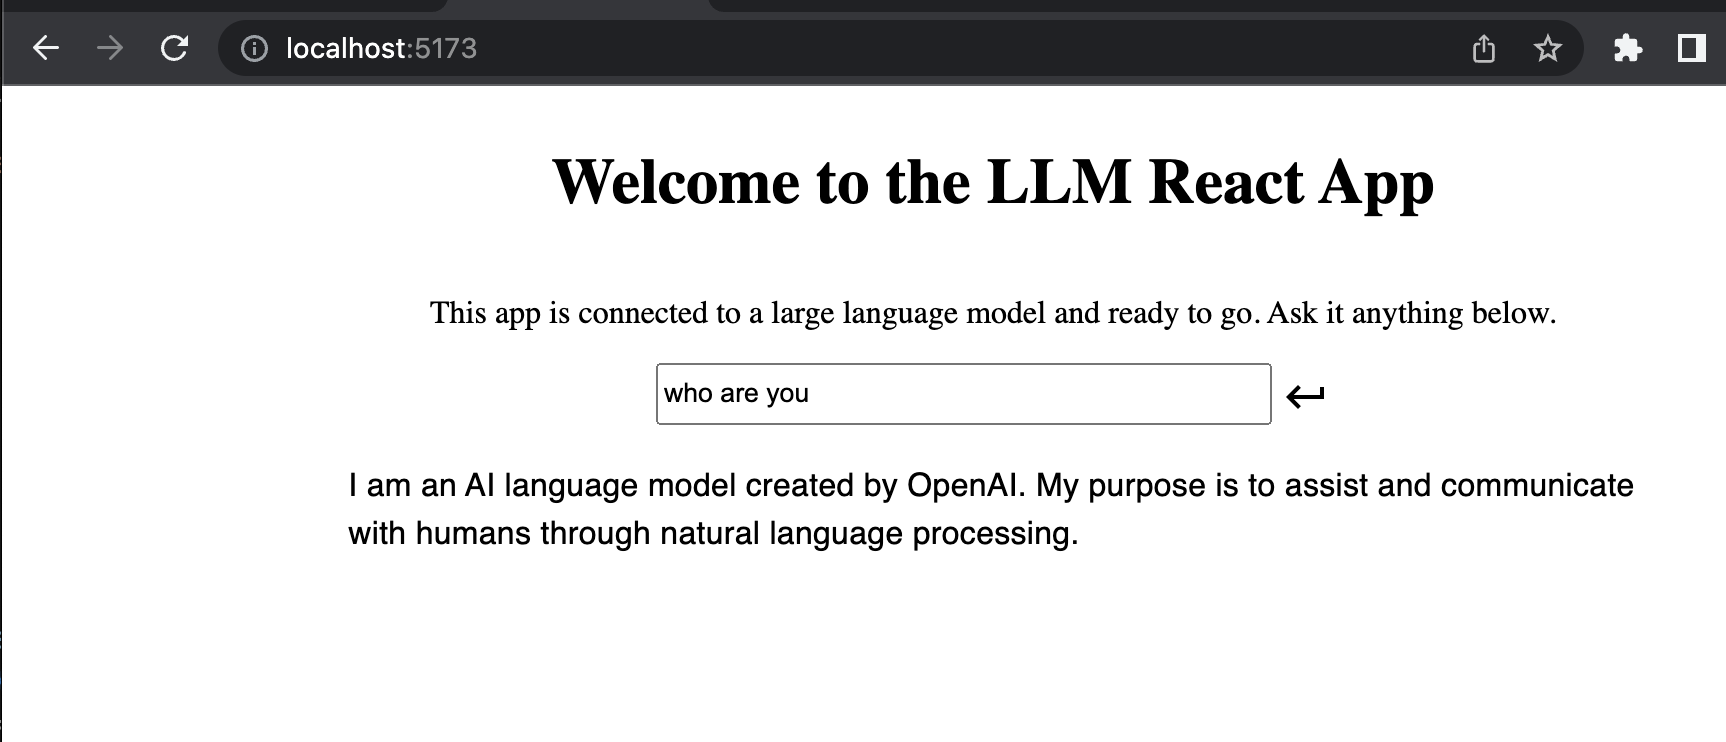 localhost:5173
Welcome to the LLM React App
This app is connected to a large language model and ready to go. Ask it anything below.
who are you
I am an AI language model created by OpenAI. My purpose is to assist and communicate
with humans through natural language processing.